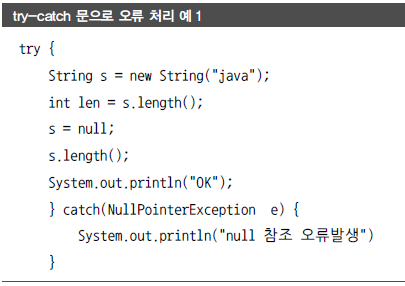 try-catch 문으로 오류 처리 예 1
try {
    String s = new String("java");
    int len = s.length();
    s = null;
    s.length();
    System.out.println("OK");
    } catch(NullPointerException  e) {
        System.out.println("null 참조 오류발생")
    }